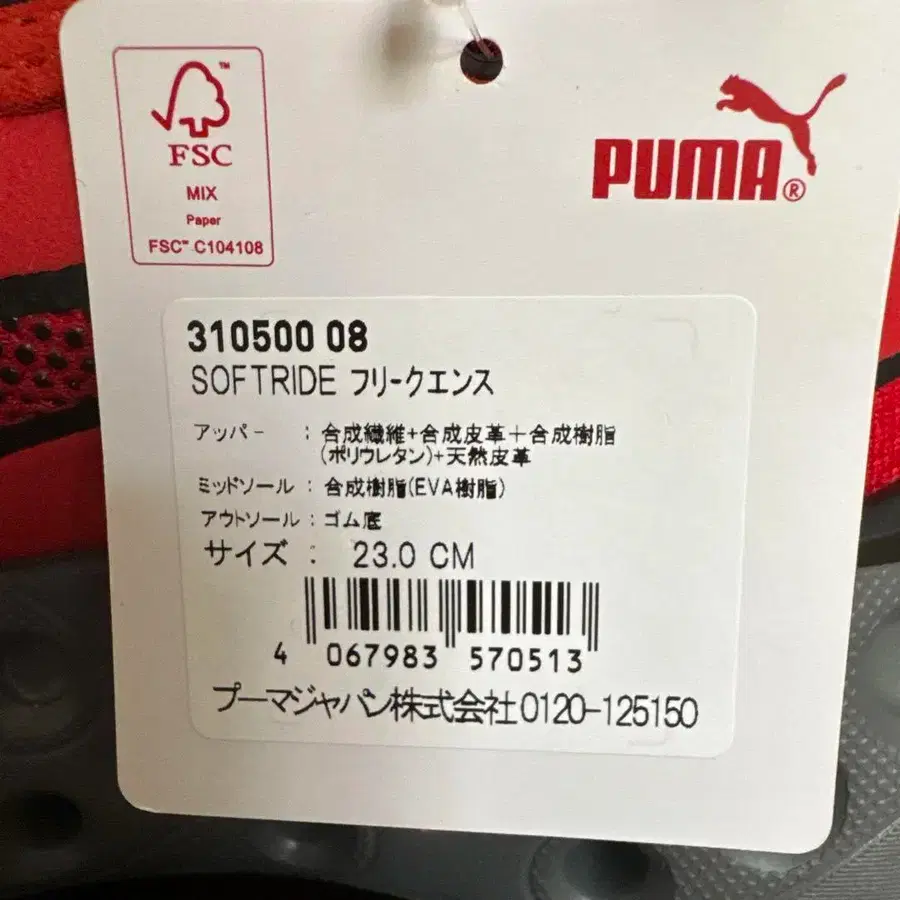 FSC™
MIX
Paper
FSC™ C104108
PUMA®
310500 08
SOFTRIDE フリークエンス
アッパー : 合成繊維+合成皮革+合成樹脂
(ポリウレタン)+天然皮革
ミッドソール : 合成樹脂(EVA樹脂)
アウトソール : ゴム底
サイズ : 23.0 CM
4 067983 570513
プーマジャパン株式会社0120-125150